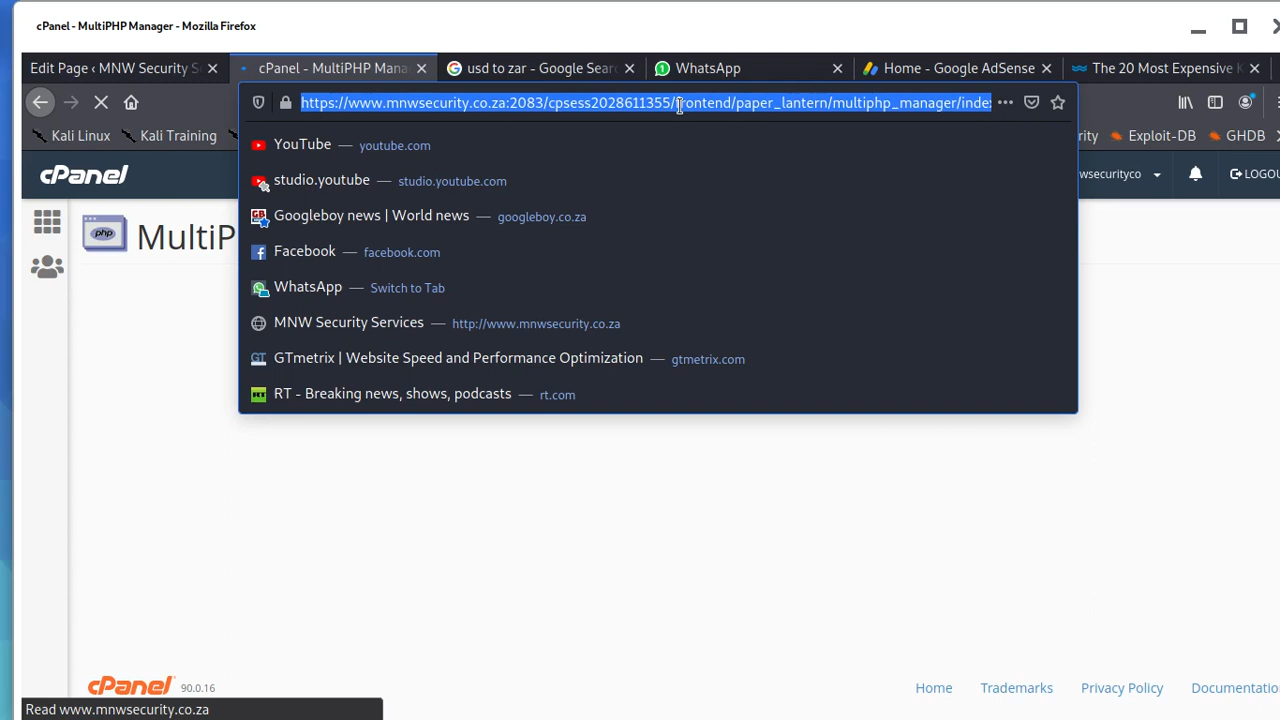 cPanel - MultiPHP Manager - Mozilla Firefox
Edit Page ‹ MNW Security S
cPanel - MultiPHP Mana
usd to zar - Google Sear
WhatsApp
Home - Google AdSense
The 20 Most Expensive K
https://www.mnwsecurity.co.za:2083/cpsess2028611355/frontend/paper_lantern/multiphp_manager/inde
Kali Linux
Kali Training
rity
Exploit-DB
GHDB
cPanel
wsecurityco
LOGOU
YouTube — youtube.com
studio.youtube — studio.youtube.com
Googleboy news | World news — googleboy.co.za
Facebook — facebook.com
WhatsApp — Switch to Tab
MNW Security Services — http://www.mnwsecurity.co.za
GTmetrix | Website Speed and Performance Optimization — gtmetrix.com
RT - Breaking news, shows, podcasts — rt.com
php
MultiP
cPanel 90.0.16
Home
Trademarks
Privacy Policy
Documentatio
Read www.mnwsecurity.co.za